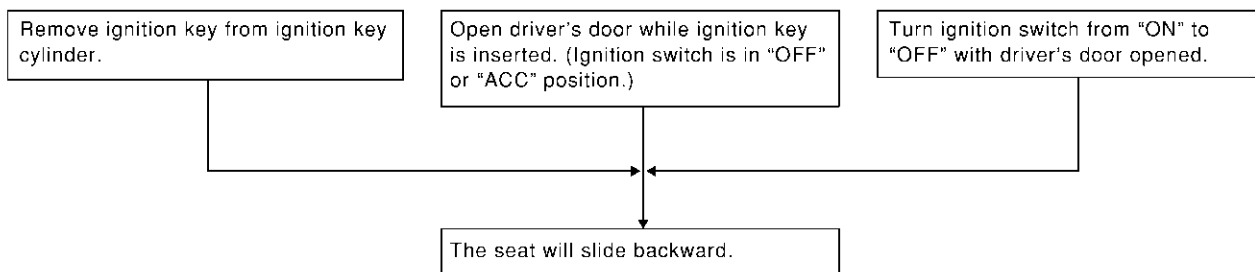 Remove ignition key from ignition key
cylinder.
Open driver's door while ignition key
is inserted. (Ignition switch is in “OFF”
or “ACC” position.)
Turn ignition switch from “ON” to
“OFF” with driver's door opened.
The seat will slide backward.